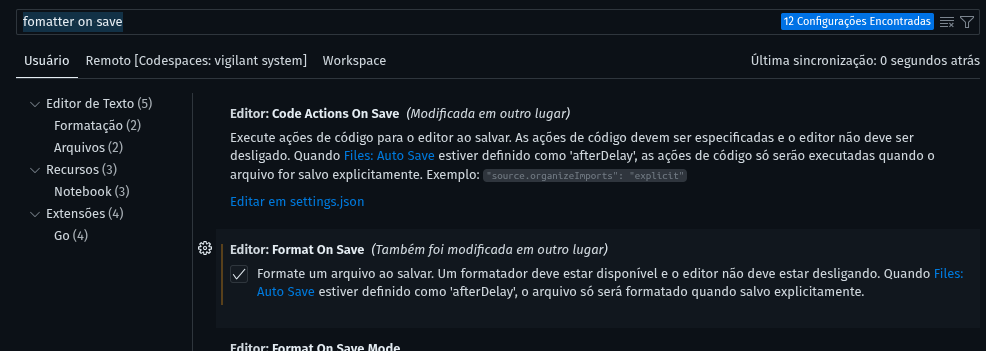 fomatter on save
12 Configurações Encontradas
Usuário
Remoto [Codespaces: vigilant system]
Workspace
Última sincronização: 0 segundos atrás
Editor de Texto (5)
Formatação (2)
Arquivos (2)
Recursos (3)
Notebook (3)
Extensões (4)
Go (4)
Editor: Code Actions On Save (Modificada em outro lugar)
Execute ações de código para o editor ao salvar. As ações de código devem ser especificadas e o editor não deve ser
desligado. Quando Files: Auto Save estiver definido como 'afterDelay', as ações de código só serão executadas quando o
arquivo for salvo explicitamente. Exemplo: "source.organizeImports": "explicit"
Editar em settings.json
Editor: Format On Save (Também foi modificada em outro lugar)
Formate um arquivo ao salvar. Um formatador deve estar disponível e o editor não deve estar desligando. Quando Files:
Auto Save estiver definido como 'afterDelay', o arquivo só será formatado quando salvo explicitamente.
Editor: Format On Save Mode